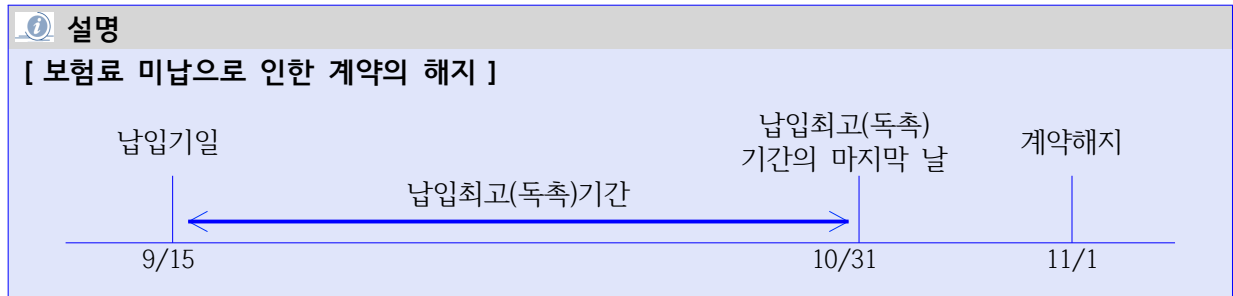 설명
[ 보험료 미납으로 인한 계약의 해지 ]
납입기일
납입최고(독촉)
기간의 마지막 날
계약해지
납입최고(독촉)기간
9/15
10/31
11/1